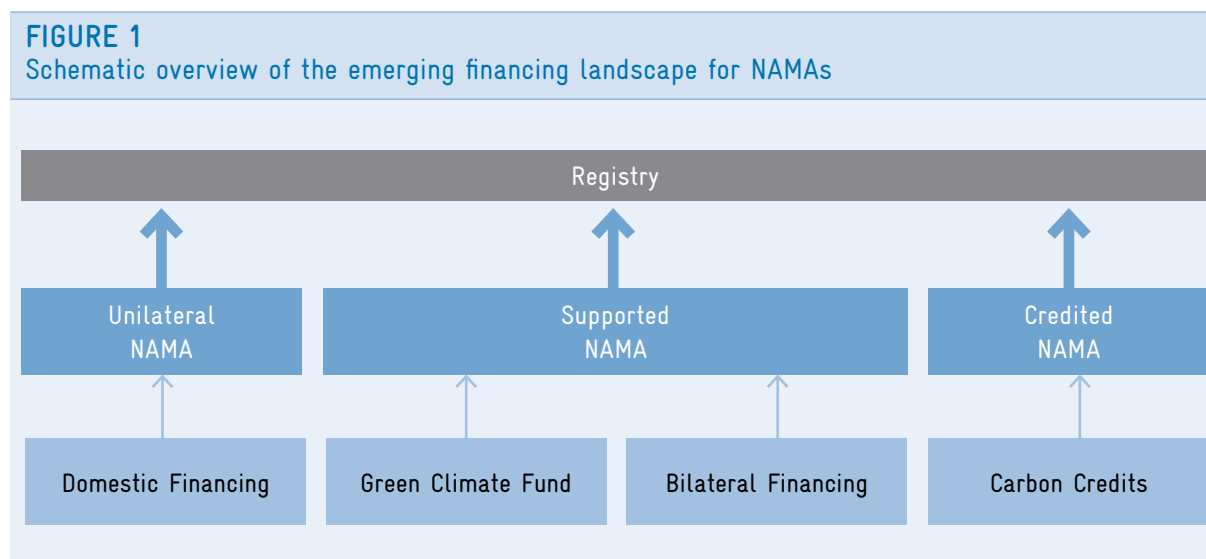 FIGURE 1
Schematic overview of the emerging financing landscape for NAMAs
Registry
Unilateral
NAMA
Supported
NAMA
Credited
NAMA
Domestic Financing
Green Climate Fund
Bilateral Financing
Carbon Credits